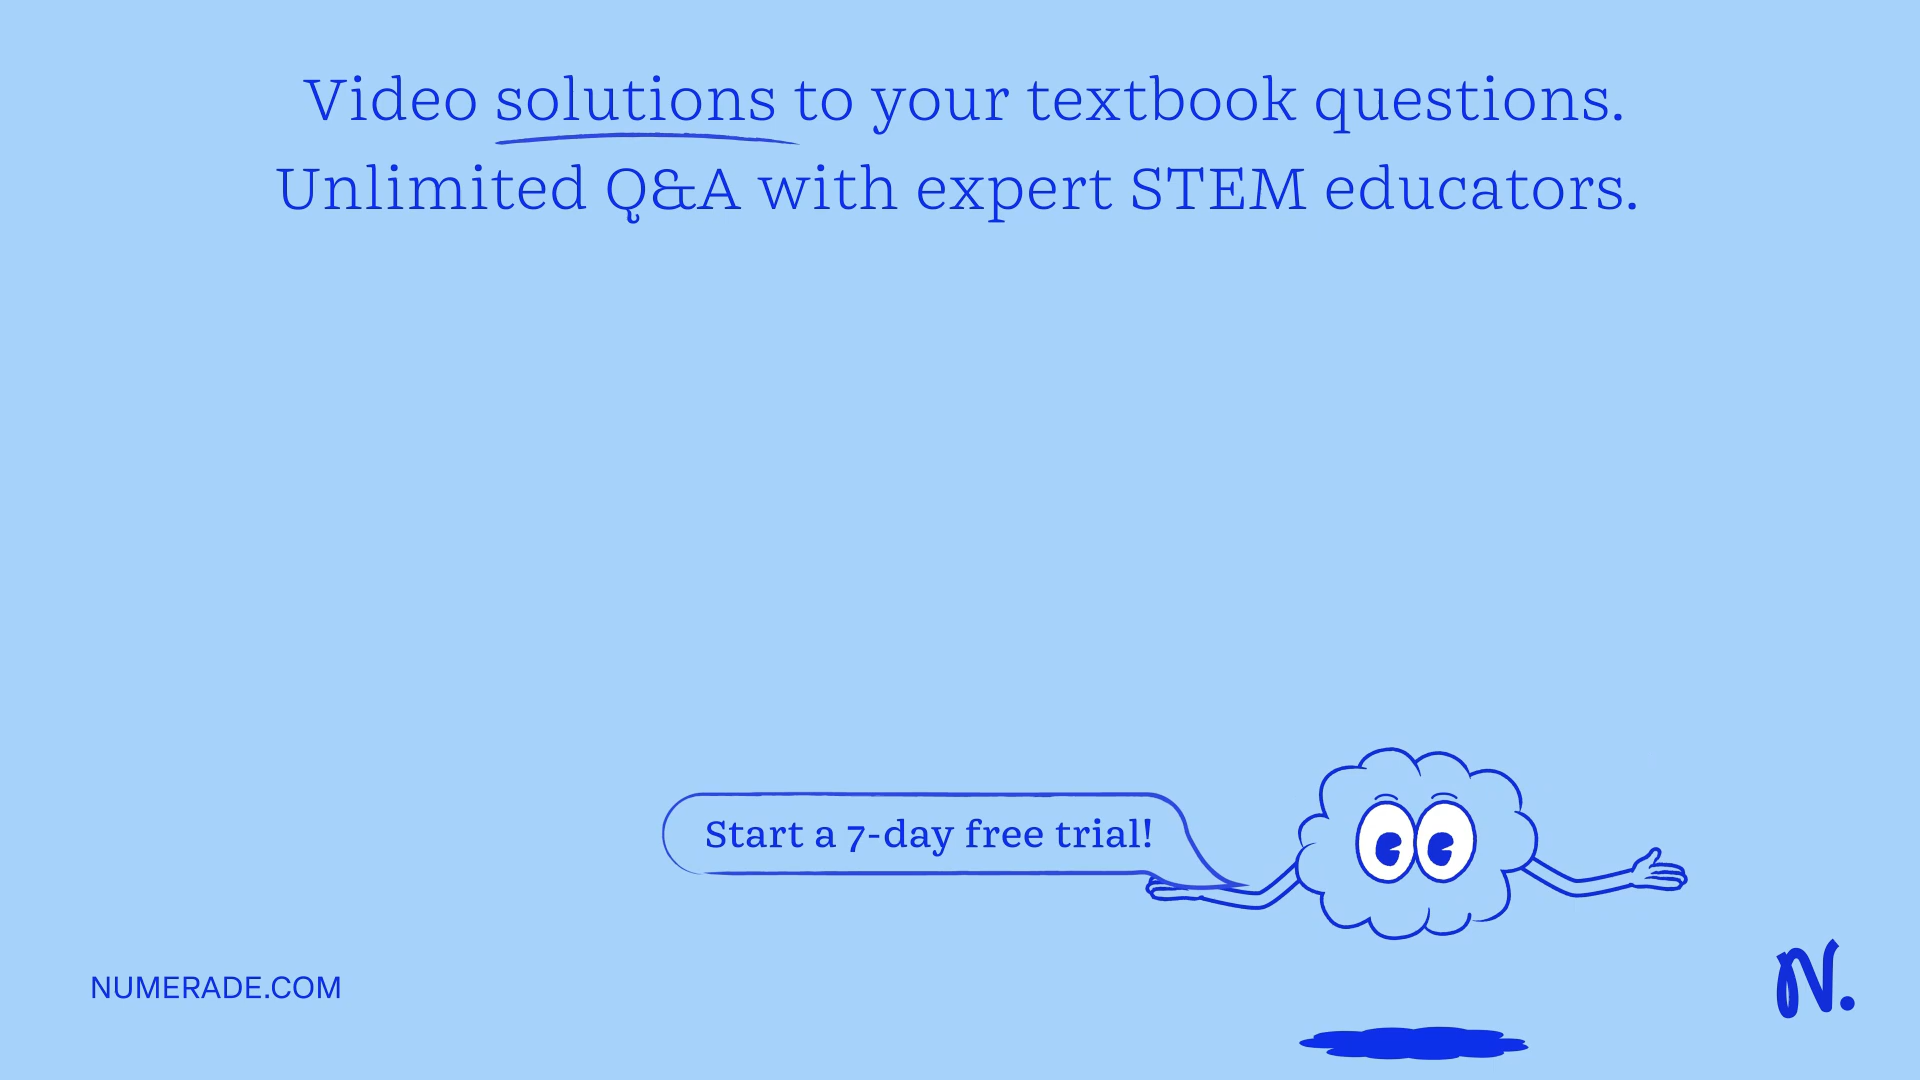 Video solutions to your textbook questions.
Unlimited Q&A with expert STEM educators.
Start a 7-day free trial!
NUMERADE.COM
N.